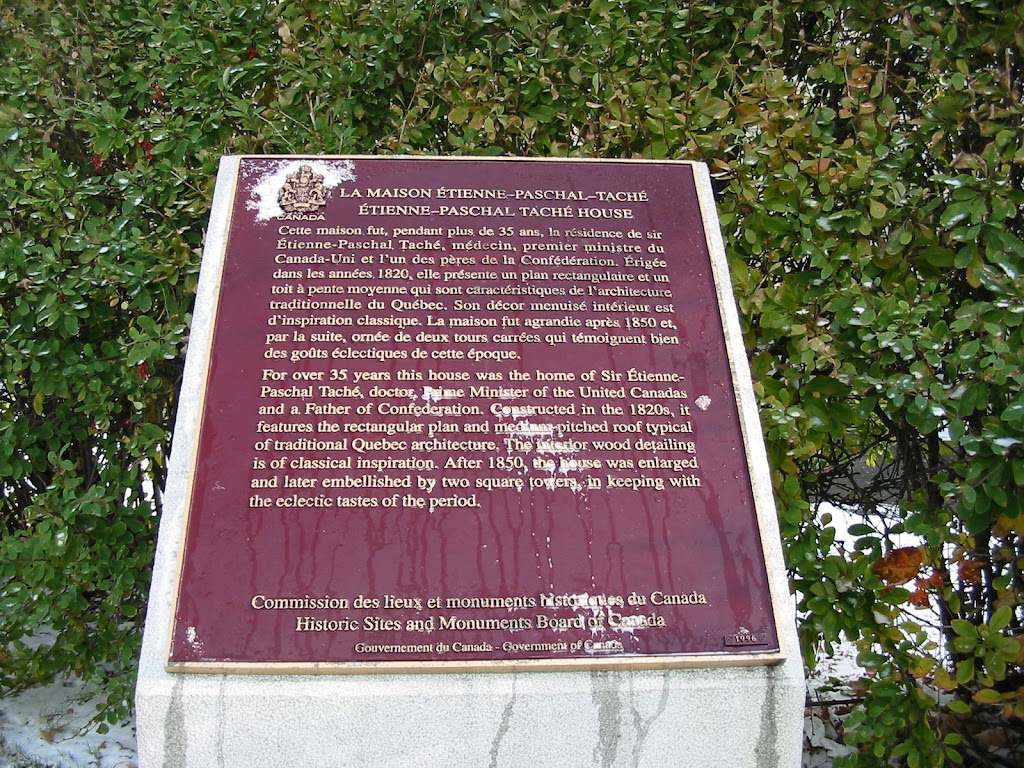 CANADA
LA MAISON ÉTIENNE-PASCHAL-TACHÉ
ÉTIENNE-PASCHAL TACHÉ HOUSE
Cette maison fut, pendant plus de 35 ans, la résidence de sir
Étienne-Paschal Taché, médecin, premier ministre du
Canada-Uni et l'un des pères de la Confédération. Érigée
dans les années 1820, elle présente un plan rectangulaire et un
toit à pente moyenne qui sont caractéristiques de l'architecture
traditionnelle du Québec. Son décor menuisé intérieur est
d'inspiration classique. La maison fut agrandie après 1850 et,
par la suite, ornée de deux tours carrées qui témoignent bien
des goûts éclectiques de cette époque.
For over 35 years this house was the home of Sir Étienne-
Paschal Taché, doctor, Prime Minister of the United Canadas
and a Father of Confederation. Constructed in the 1820s, it
features the rectangular plan and medium-pitched roof typical
of traditional Quebec architecture. The interior wood detailing
is of classical inspiration. After 1850, the house was enlarged
and later embellished by two square towers, in keeping with
the eclectic tastes of the period.
Commission des lieux et monuments historiques du Canada
Historic Sites and Monuments Board of Canada
Gouvernement du Canada - Government of Canada
1996